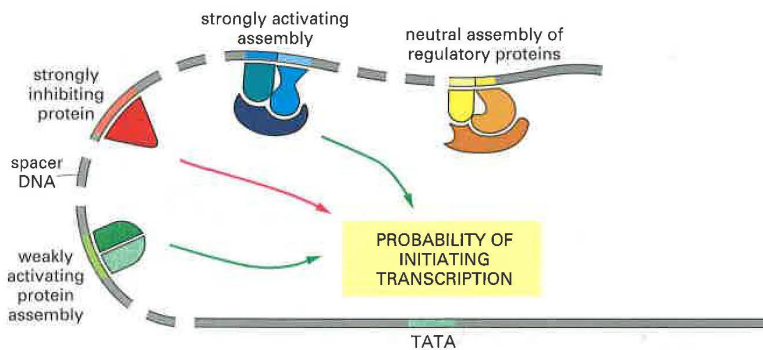 strongly activating
assembly
neutral assembly of
regulatory proteins
strongly
inhibiting
protein
spacer
DNA
weakly
activating
protein
assembly
PROBABILITY OF
INITIATING
TRANSCRIPTION
TATA